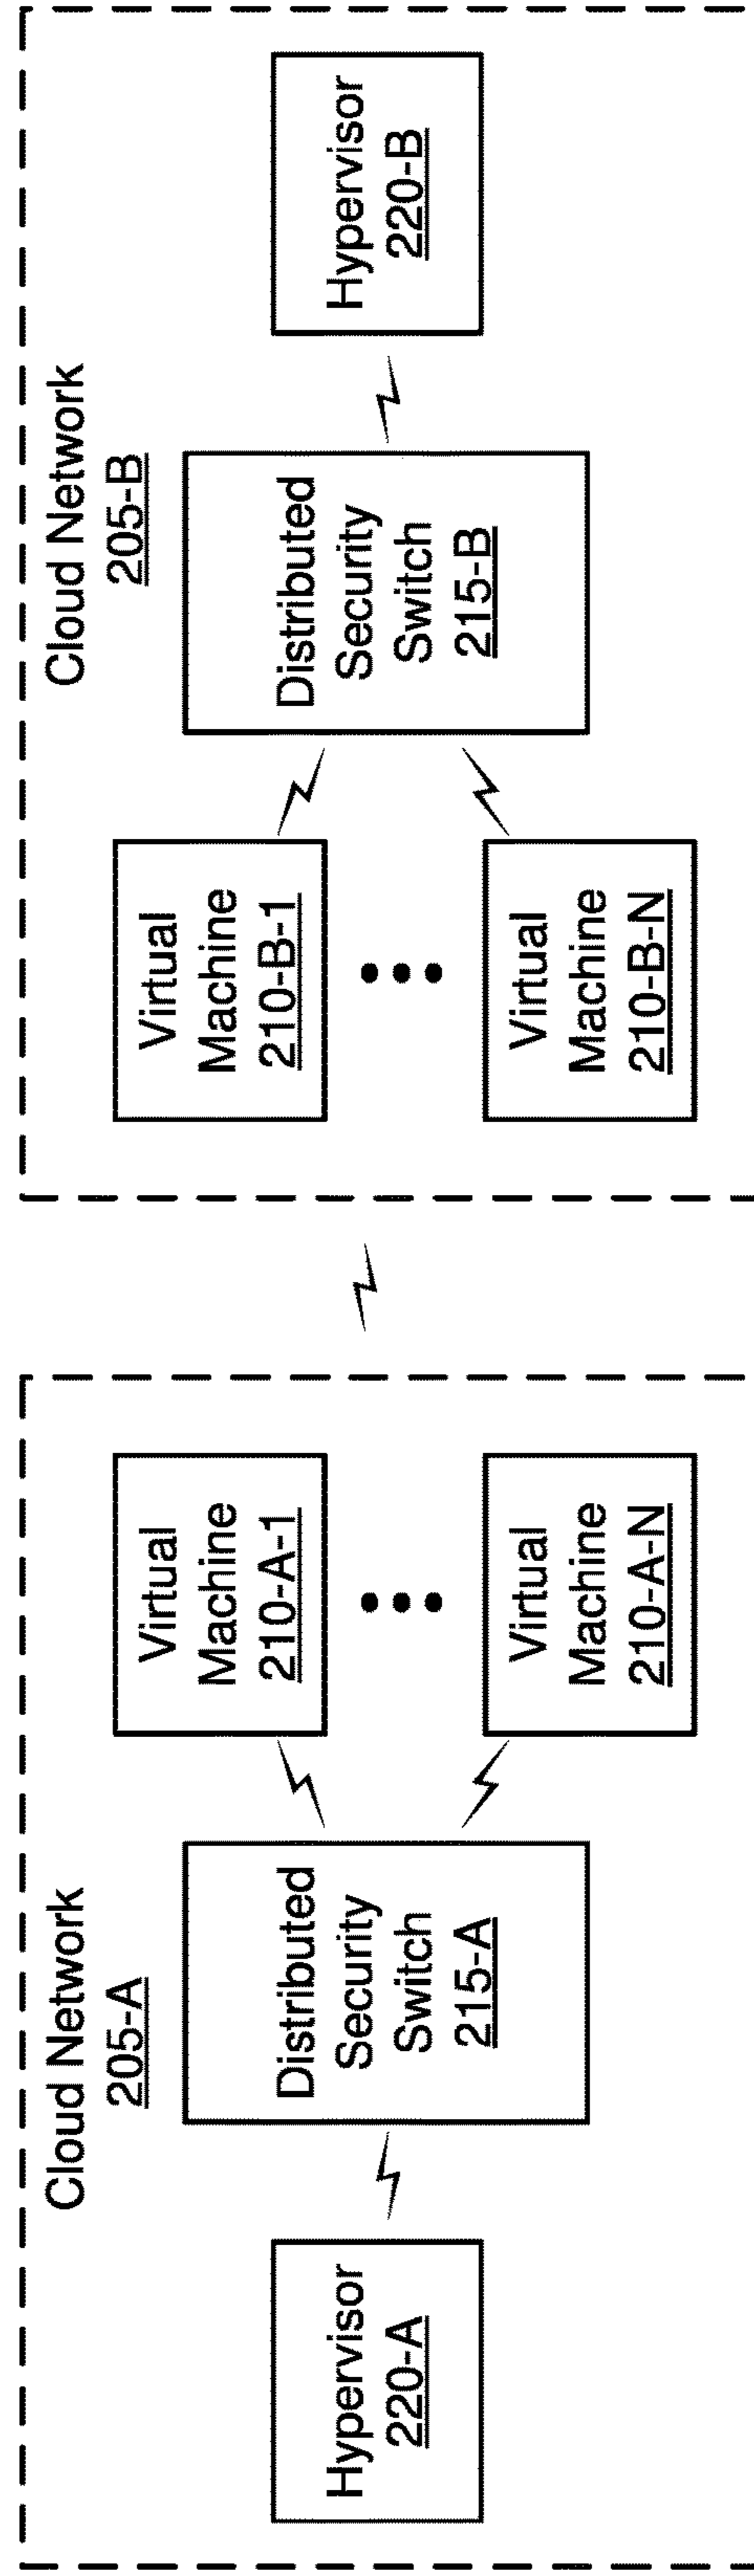 Cloud Network
205-A
Hypervisor
220-A
Distributed
Security
Switch
215-A
Virtual
Machine
210-A-1
Virtual
Machine
210-A-N
Cloud Network
205-B
Virtual
Machine
210-B-1
Virtual
Machine
210-B-N
Distributed
Security
Switch
215-B
Hypervisor
220-B